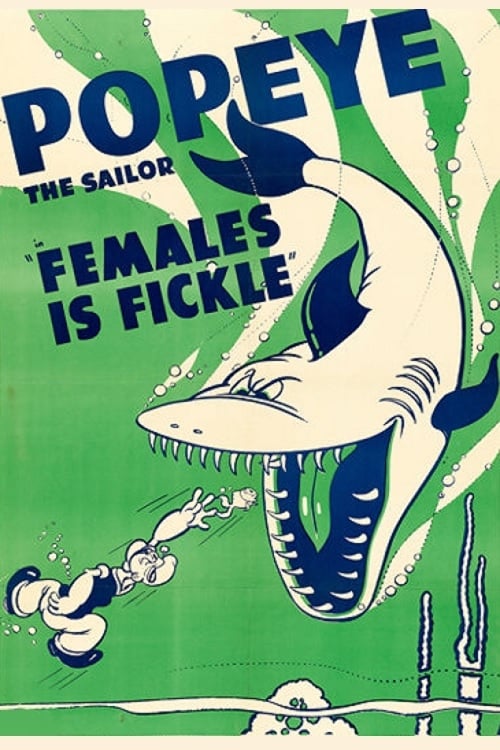 POPEYE
THE SAILOR
in
"FEMALES
IS FICKLE"